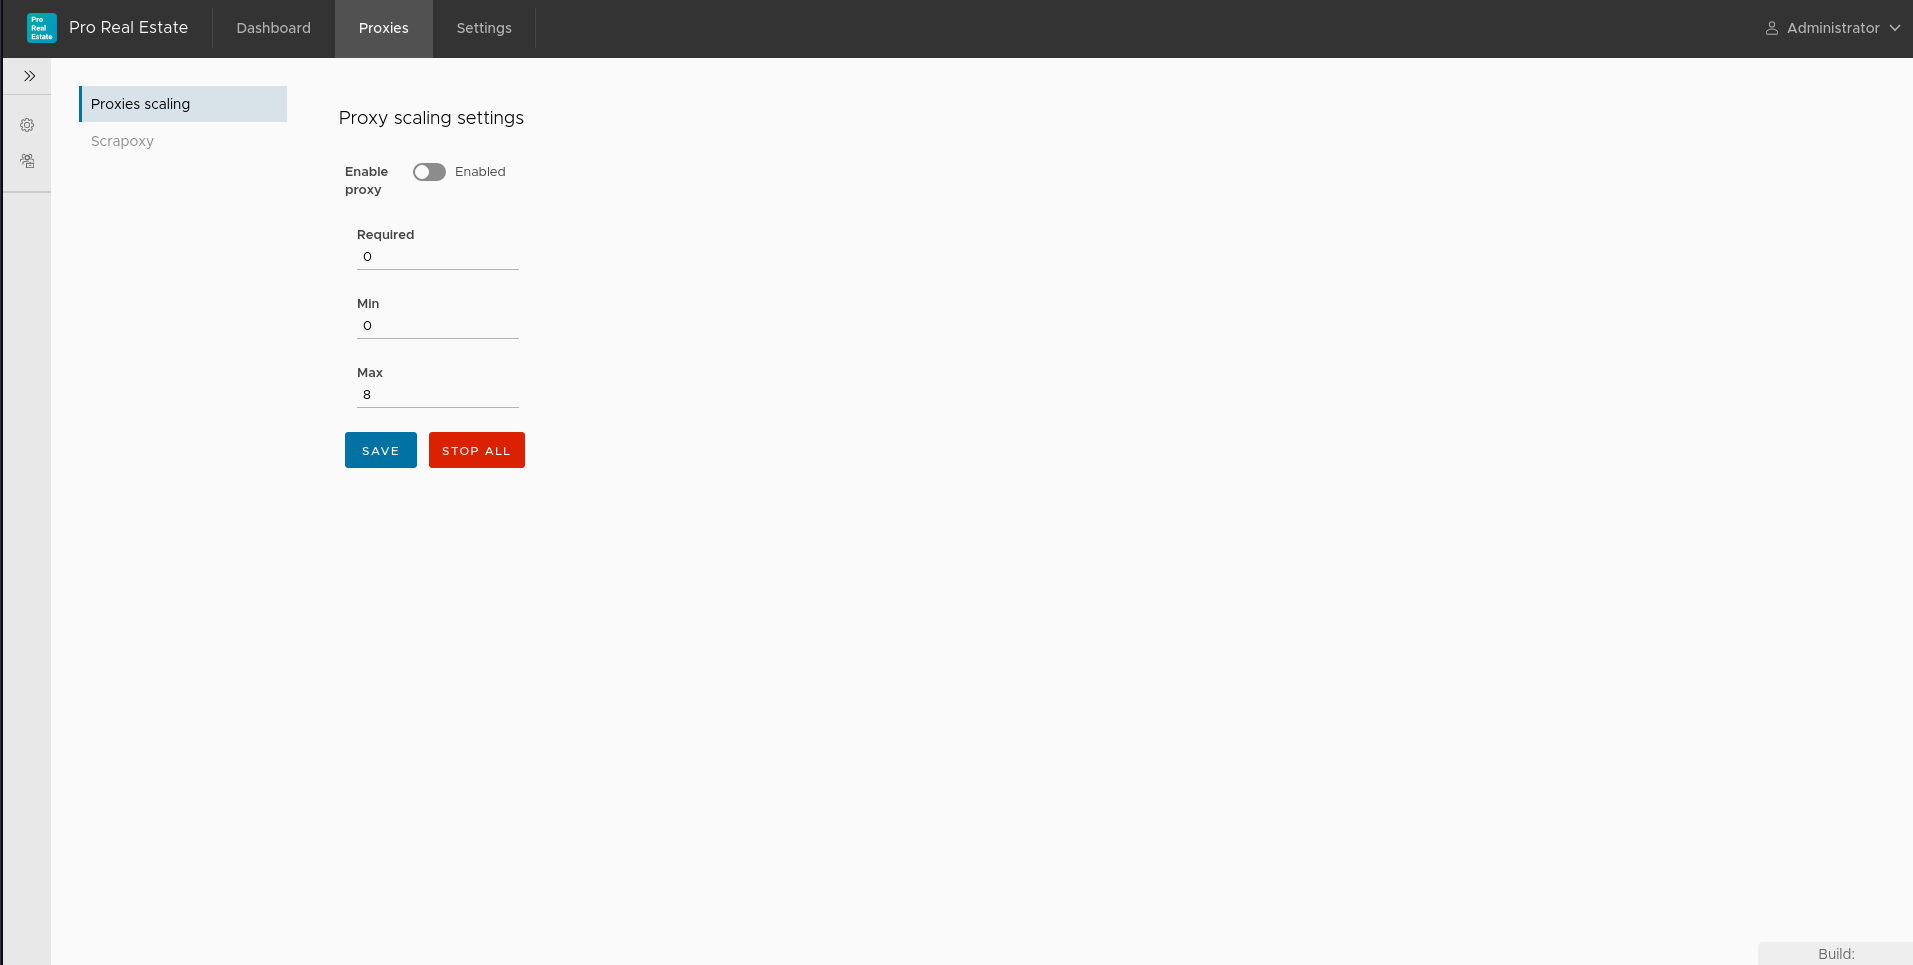 Pro
Real
Estate
Pro Real Estate
Dashboard
Proxies
Settings
Administrator
Proxies scaling
Scrapoxy
Proxy scaling settings
Enable
proxy
Enabled
Required
0
Min
0
Max
8
SAVE
STOP ALL
Build: